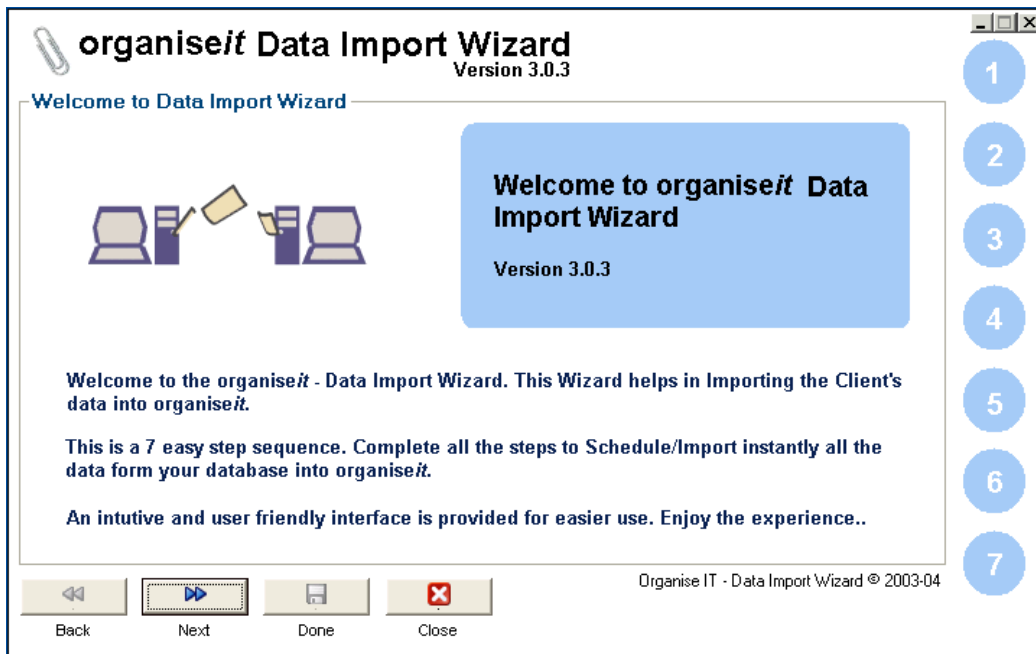 organiseit Data Import Wizard
Version 3.0.3
Welcome to Data Import Wizard
Welcome to organiseit Data
Import Wizard
Version 3.0.3
Welcome to the organiseit - Data Import Wizard. This Wizard helps in Importing the Client's
data into organiseit.
This is a 7 easy step sequence. Complete all the steps to Schedule/Import instantly all the
data form your database into organiseit.
An intutive and user friendly interface is provided for easier use. Enjoy the experience..
1
2
3
4
5
6
7
Organise IT - Data Import Wizard © 2003-04
Back Next Done Close